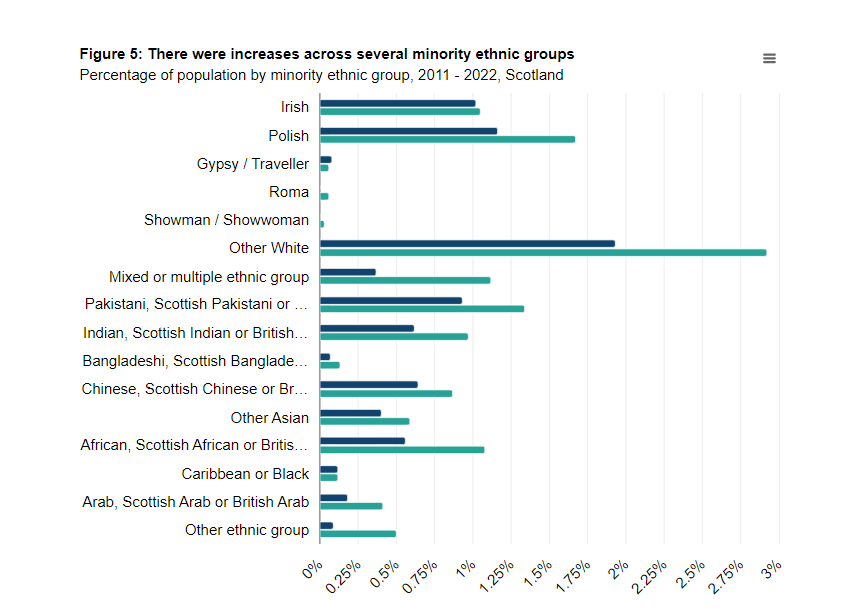 Figure 5: There were increases across several minority ethnic groups
Percentage of population by minority ethnic group, 2011 - 2022, Scotland
Irish
Polish
Gypsy / Traveller
Roma
Showman / Showwoman
Other White
Mixed or multiple ethnic group
Pakistani, Scottish Pakistani or …
Indian, Scottish Indian or British…
Bangladeshi, Scottish Banglade…
Chinese, Scottish Chinese or Br…
Other Asian
African, Scottish African or Britis…
Caribbean or Black
Arab, Scottish Arab or British Arab
Other ethnic group
0% 0.25% 0.5% 0.75% 1% 1.25% 1.5% 1.75% 2% 2.25% 2.5% 2.75% 3%